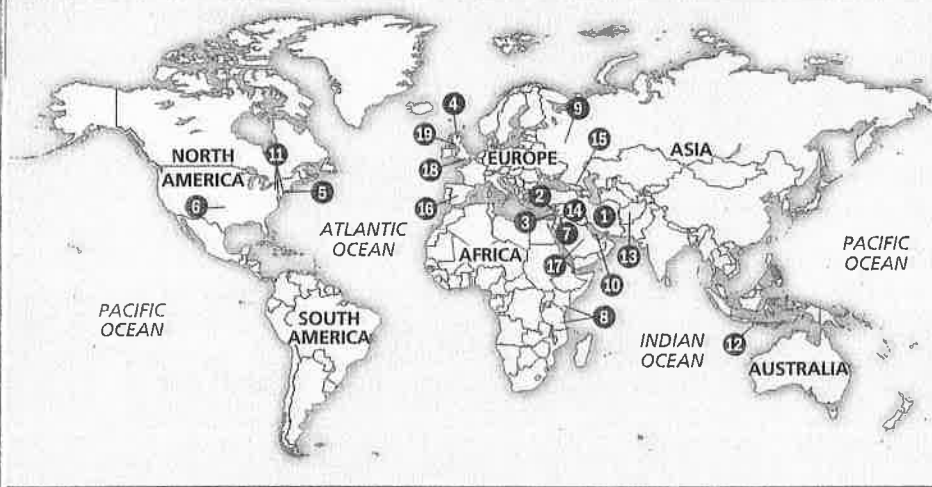 4
9
19
15
NORTH
AMERICA
11
EUROPE
ASIA
18
6
5
2
16
3
14
1
7
ATLANTIC
OCEAN
AFRICA
17
13
PACIFIC
OCEAN
10
PACIFIC
OCEAN
SOUTH
AMERICA
8
INDIAN
OCEAN
12
AUSTRALIA